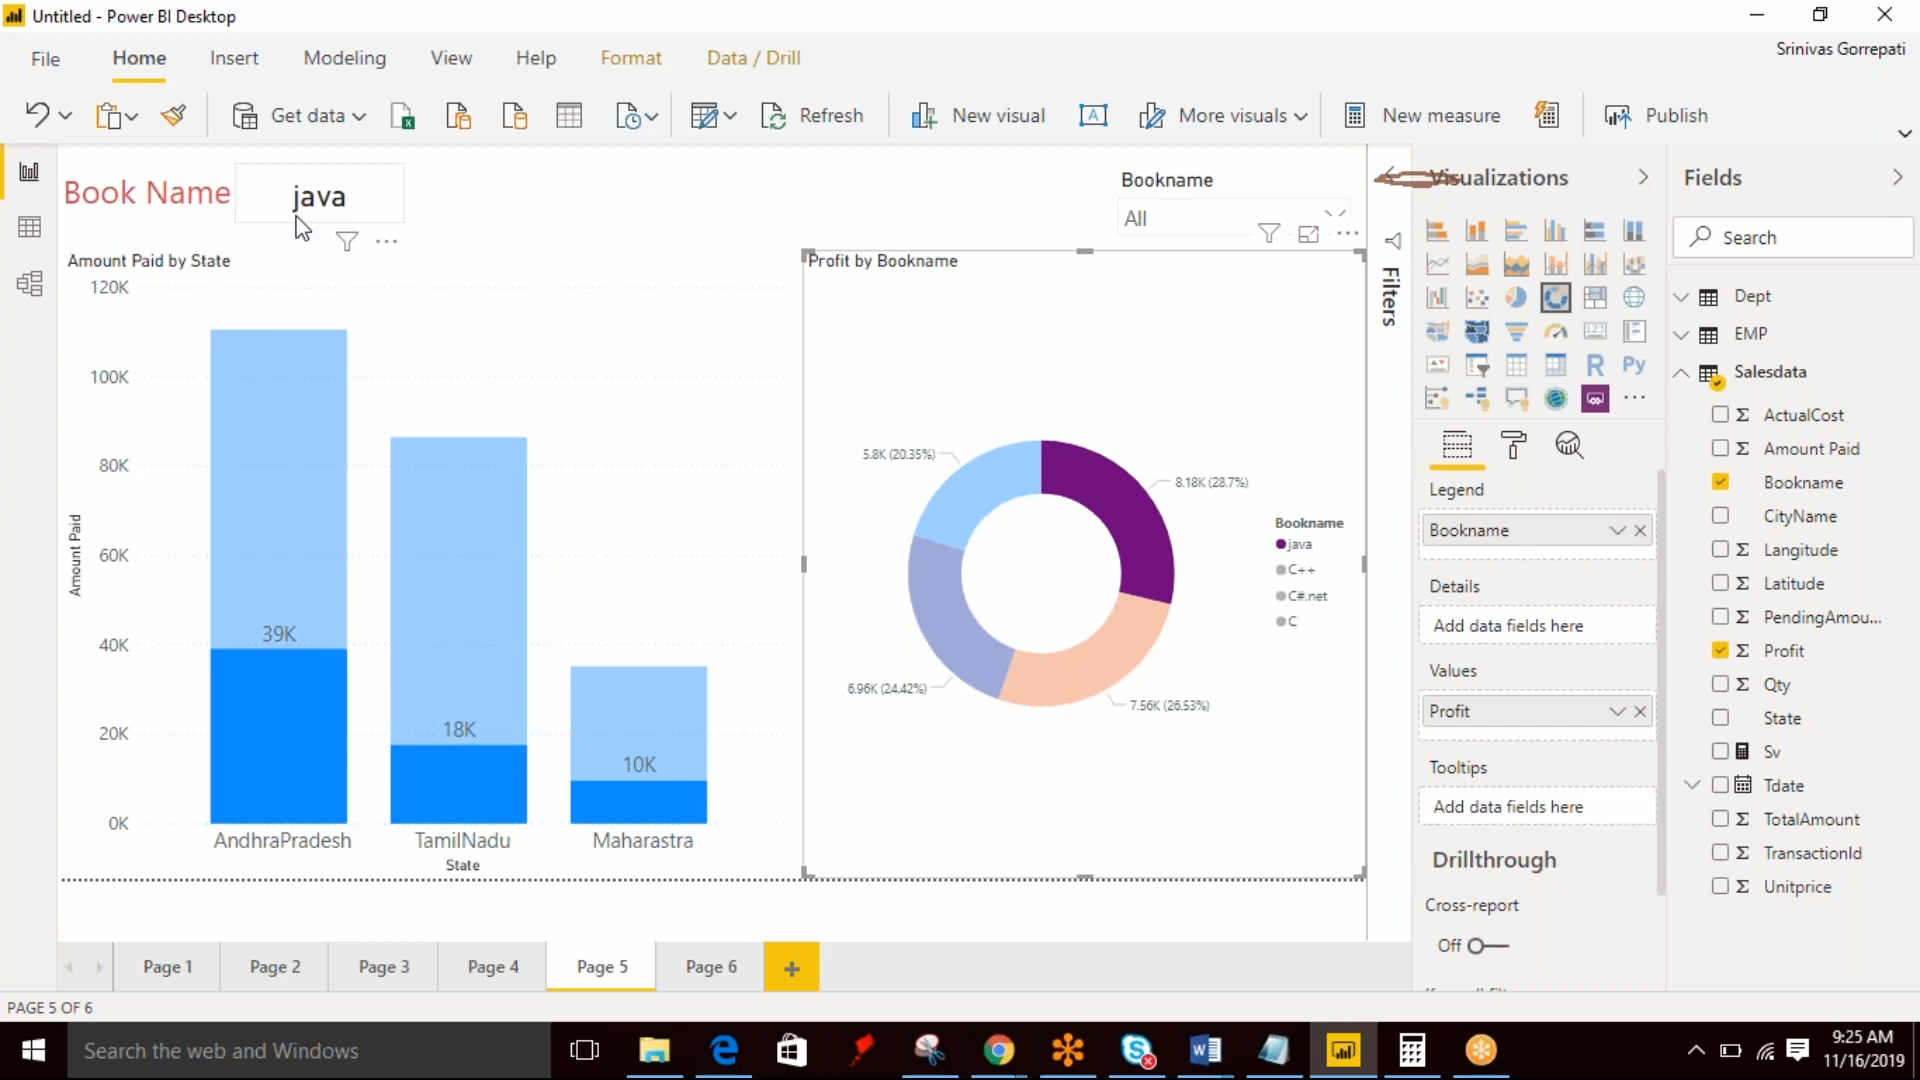 Untitled - Power BI Desktop
Srinivas Gorrepati
File Home Insert Modeling View Help Format Data / Drill
Get data Refresh New visual A More visuals New measure Publish
Book Name java
Bookname
All
Amount Paid by State
120K
100K
80K
60K
40K
20K
0K
Amount Paid
39K
18K
10K
AndhraPradesh TamilNadu Maharastra
State
Profit by Bookname
5.8K (20.35%)
8.18K (28.7%)
6.96K (24.42%)
7.56K (26.53%)
Bookname
java
C++
C#.net
C
Filters
Visualizations
123
R Py
Legend
Bookname
Details
Add data fields here
Values
Profit
Tooltips
Add data fields here
Drillthrough
Cross-report
Off
Fields
Search
Dept
EMP
Salesdata
Σ ActualCost
Σ Amount Paid
Bookname
CityName
Σ Langitude
Σ Latitude
Σ PendingAmou...
Σ Profit
Σ Qty
State
Sv
Tdate
Σ TotalAmount
Σ TransactionId
Σ Unitprice
Page 1 Page 2 Page 3 Page 4 Page 5 Page 6 +
PAGE 5 OF 6
Search the web and Windows
9:25 AM
11/16/2019